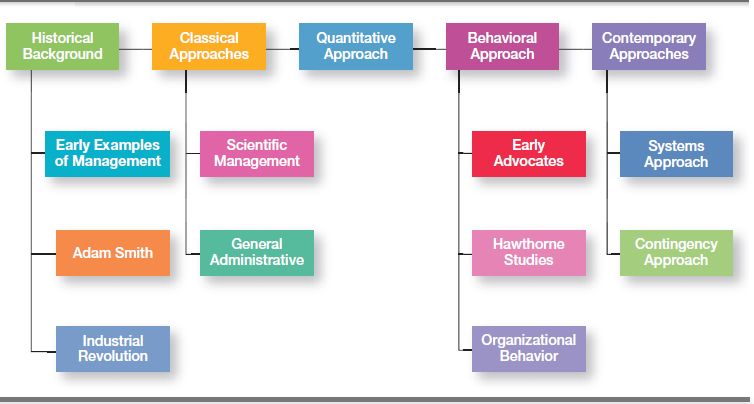 Historical
Background
Classical
Approaches
Quantitative
Approach
Behavioral
Approach
Contemporary
Approaches
Early Examples
of Management
Scientific
Management
Early
Advocates
Systems
Approach
Adam Smith
General
Administrative
Hawthorne
Studies
Contingency
Approach
Industrial
Revolution
Organizational
Behavior